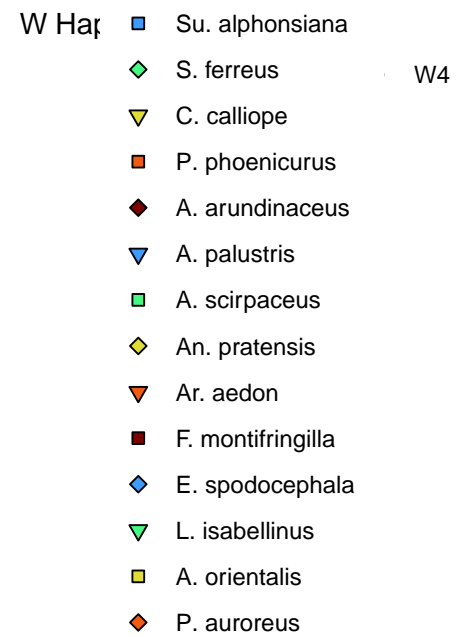 W Hap
Su. alphonsiana
S. ferreus
W4
C. calliope
P. phoenicurus
A. arundinaceus
A. palustris
A. scirpaceus
An. pratensis
Ar. aedon
F. montifringilla
E. spodocephala
L. isabellinus
A. orientalis
P. auroreus